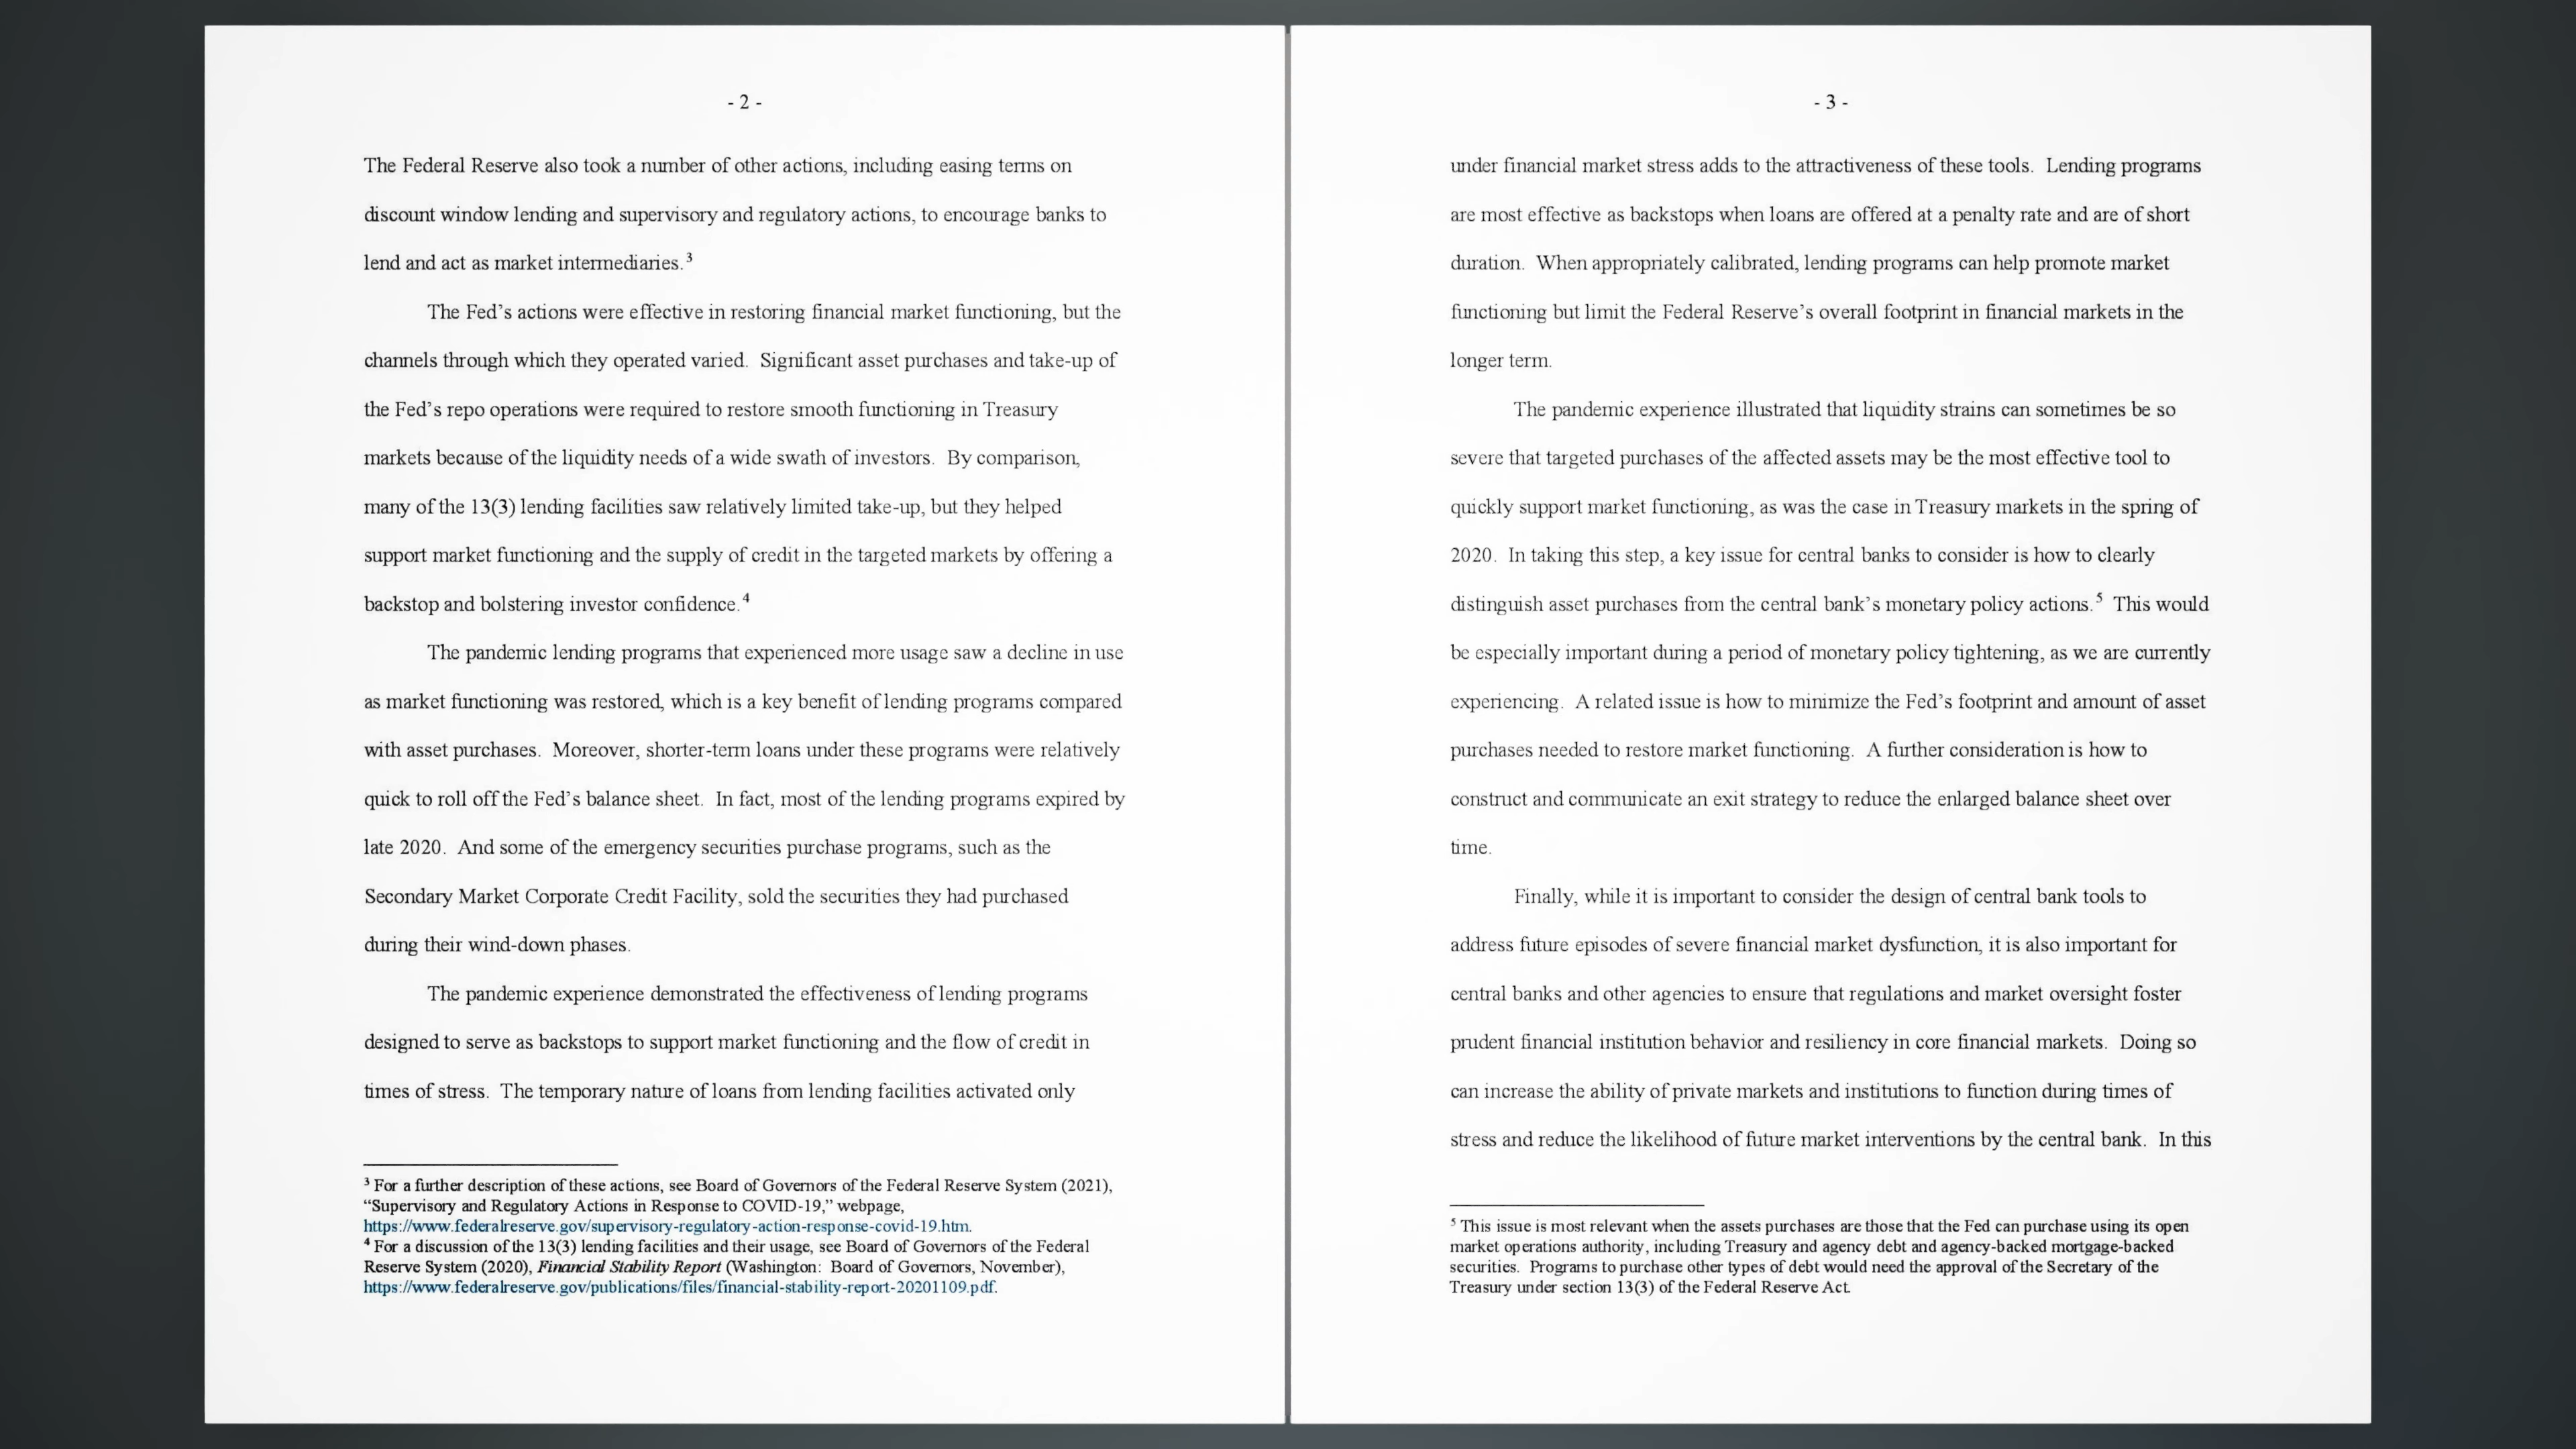 - 2 -
The Federal Reserve also took a number of other actions, including easing terms on
discount window lending and supervisory and regulatory actions, to encourage banks to
lend and act as market intermediaries.³
The Fed’s actions were effective in restoring financial market functioning, but the
channels through which they operated varied.  Significant asset purchases and take-up of
the Fed’s repo operations were required to restore smooth functioning in Treasury
markets because of the liquidity needs of a wide swath of investors.  By comparison,
many of the 13(3) lending facilities saw relatively limited take-up, but they helped
support market functioning and the supply of credit in the targeted markets by offering a
backstop and bolstering investor confidence.⁴
The pandemic lending programs that experienced more usage saw a decline in use
as market functioning was restored, which is a key benefit of lending programs compared
with asset purchases.  Moreover, shorter-term loans under these programs were relatively
quick to roll off the Fed’s balance sheet.  In fact, most of the lending programs expired by
late 2020.  And some of the emergency securities purchase programs, such as the
Secondary Market Corporate Credit Facility, sold the securities they had purchased
during their wind-down phases.
The pandemic experience demonstrated the effectiveness of lending programs
designed to serve as backstops to support market functioning and the flow of credit in
times of stress.  The temporary nature of loans from lending facilities activated only
³ For a further description of these actions, see Board of Governors of the Federal Reserve System (2021),
“Supervisory and Regulatory Actions in Response to COVID-19,” webpage,
https://www.federalreserve.gov/supervisory-regulatory-action-response-covid-19.htm.
⁴ For a discussion of the 13(3) lending facilities and their usage, see Board of Governors of the Federal
Reserve System (2020), Financial Stability Report (Washington:  Board of Governors, November),
https://www.federalreserve.gov/publications/files/financial-stability-report-20201109.pdf.
- 3 -
under financial market stress adds to the attractiveness of these tools.  Lending programs
are most effective as backstops when loans are offered at a penalty rate and are of short
duration.  When appropriately calibrated, lending programs can help promote market
functioning but limit the Federal Reserve’s overall footprint in financial markets in the
longer term.
The pandemic experience illustrated that liquidity strains can sometimes be so
severe that targeted purchases of the affected assets may be the most effective tool to
quickly support market functioning, as was the case in Treasury markets in the spring of
2020.  In taking this step, a key issue for central banks to consider is how to clearly
distinguish asset purchases from the central bank’s monetary policy actions.⁵  This would
be especially important during a period of monetary policy tightening, as we are currently
experiencing.  A related issue is how to minimize the Fed’s footprint and amount of asset
purchases needed to restore market functioning.  A further consideration is how to
construct and communicate an exit strategy to reduce the enlarged balance sheet over
time.
Finally, while it is important to consider the design of central bank tools to
address future episodes of severe financial market dysfunction, it is also important for
central banks and other agencies to ensure that regulations and market oversight foster
prudent financial institution behavior and resiliency in core financial markets.  Doing so
can increase the ability of private markets and institutions to function during times of
stress and reduce the likelihood of future market interventions by the central bank.  In this
⁵ This issue is most relevant when the assets purchases are those that the Fed can purchase using its open
market operations authority, including Treasury and agency debt and agency-backed mortgage-backed
securities.  Programs to purchase other types of debt would need the approval of the Secretary of the
Treasury under section 13(3) of the Federal Reserve Act.